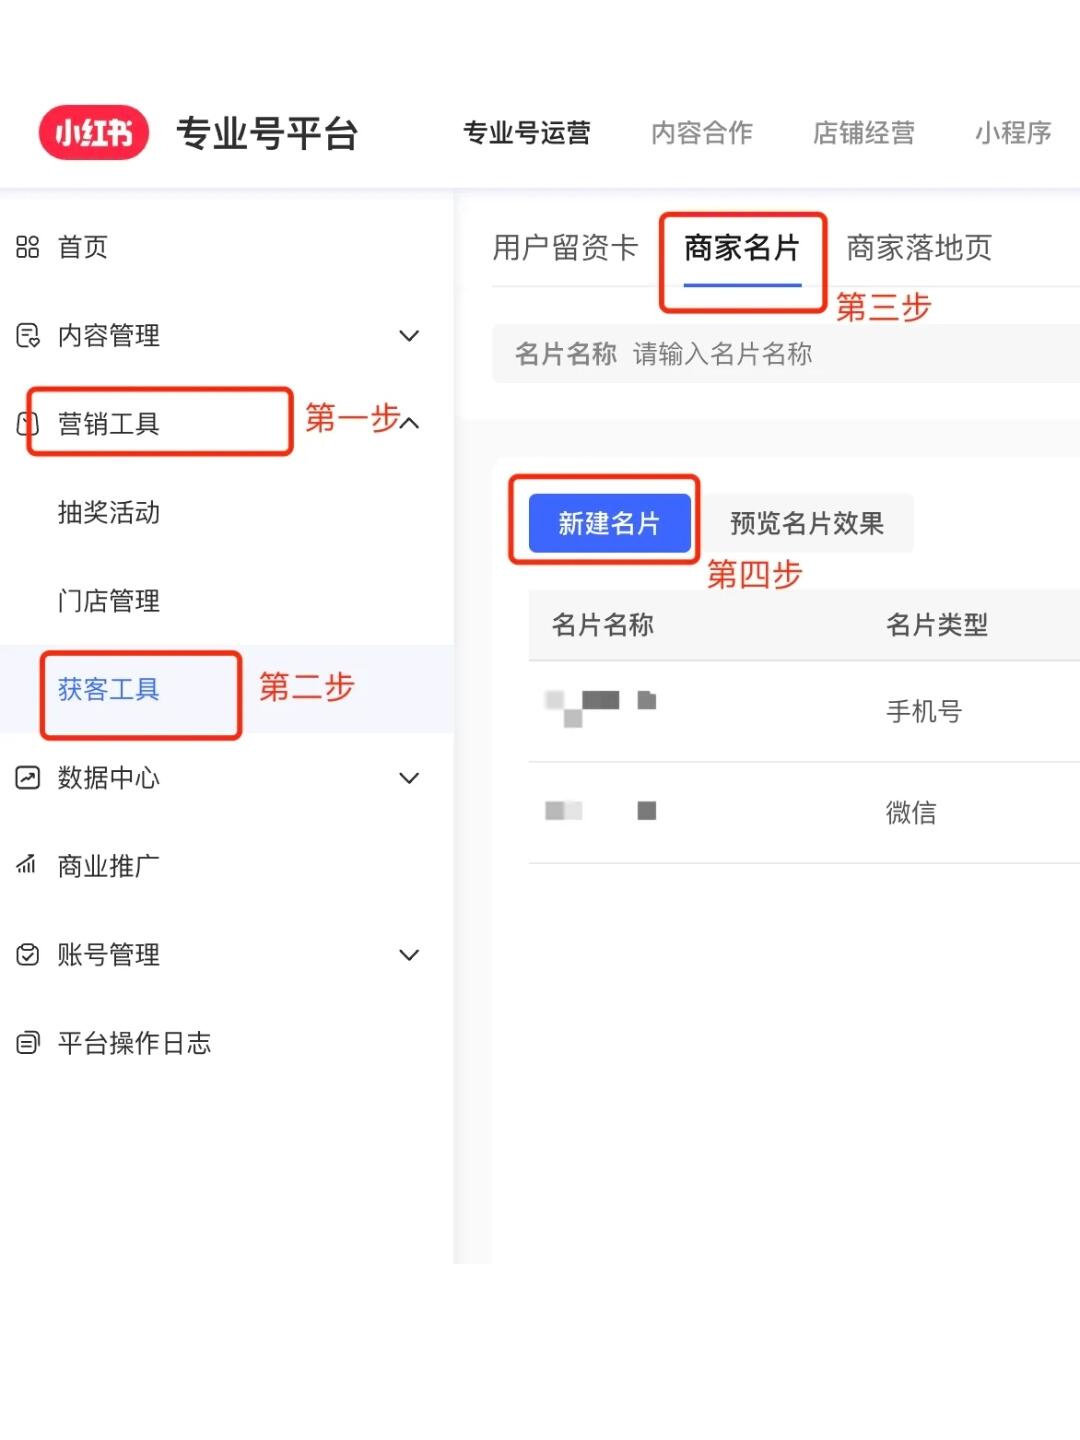 小红书 专业号平台 专业号运营 内容合作 店铺经营 小程序
首页
内容管理
营销工具 第一步
抽奖活动
门店管理
获客工具 第二步
数据中心
商业推广
账号管理
平台操作日志
用户留资卡 商家名片 商家落地页
第三步
名片名称 请输入名片名称
新建名片 预览名片效果
第四步
名片名称 名片类型
手机号
微信